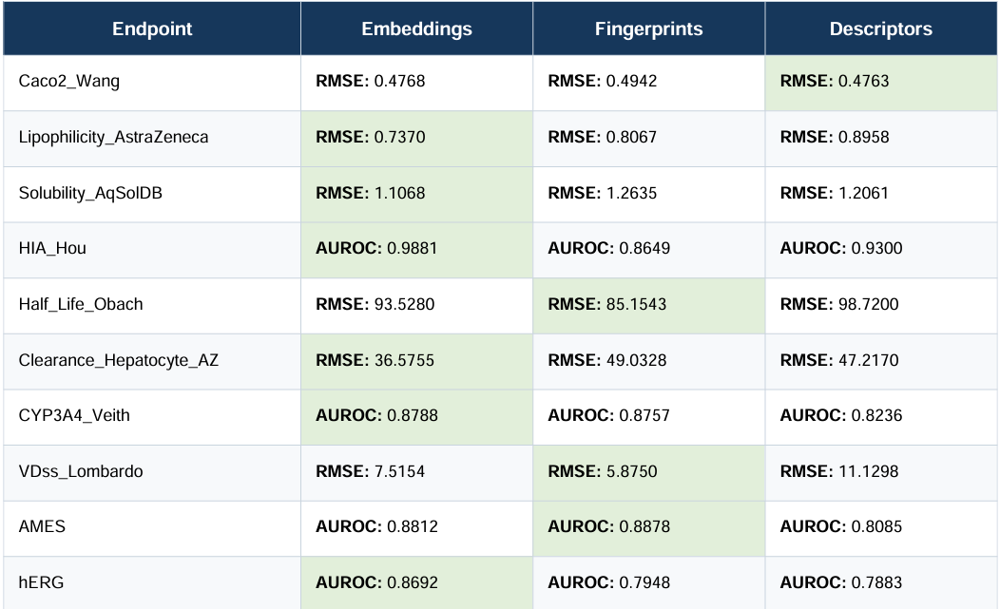 Endpoint Embeddings Fingerprints Descriptors
Caco2_Wang RMSE: 0.4768 RMSE: 0.4942 RMSE: 0.4763
Lipophilicity_AstraZeneca RMSE: 0.7370 RMSE: 0.8067 RMSE: 0.8958
Solubility_AqSolDB RMSE: 1.1068 RMSE: 1.2635 RMSE: 1.2061
HIA_Hou AUROC: 0.9881 AUROC: 0.8649 AUROC: 0.9300
Half_Life_Obach RMSE: 93.5280 RMSE: 85.1543 RMSE: 98.7200
Clearance_Hepatocyte_AZ RMSE: 36.5755 RMSE: 49.0328 RMSE: 47.2170
CYP3A4_Veith AUROC: 0.8788 AUROC: 0.8757 AUROC: 0.8236
VDss_Lombardo RMSE: 7.5154 RMSE: 5.8750 RMSE: 11.1298
AMES AUROC: 0.8812 AUROC: 0.8878 AUROC: 0.8085
hERG AUROC: 0.8692 AUROC: 0.7948 AUROC: 0.7883